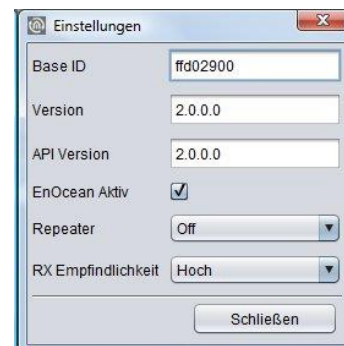 Einstellungen
Base ID ffd02900
Version 2.0.0.0
API Version 2.0.0.0
EnOcean Aktiv
Repeater Off
RX Empfindlichkeit Hoch
Schließen